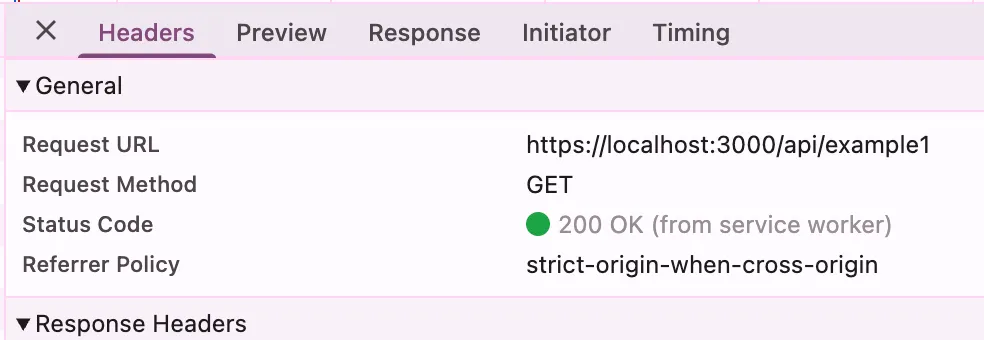 Headers Preview Response Initiator Timing
General
Request URL https://localhost:3000/api/example1
Request Method GET
Status Code 200 OK (from service worker)
Referrer Policy strict-origin-when-cross-origin
Response Headers